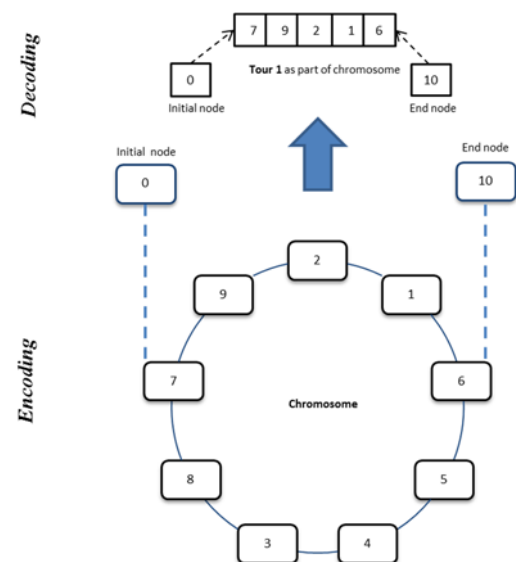 Decoding
7 9 2 1 6
0
Tour 1 as part of chromosome
10
Initial node
End node
Initial node
End node
0
10
Encoding
2
9
1
7
6
Chromosome
8
5
3
4